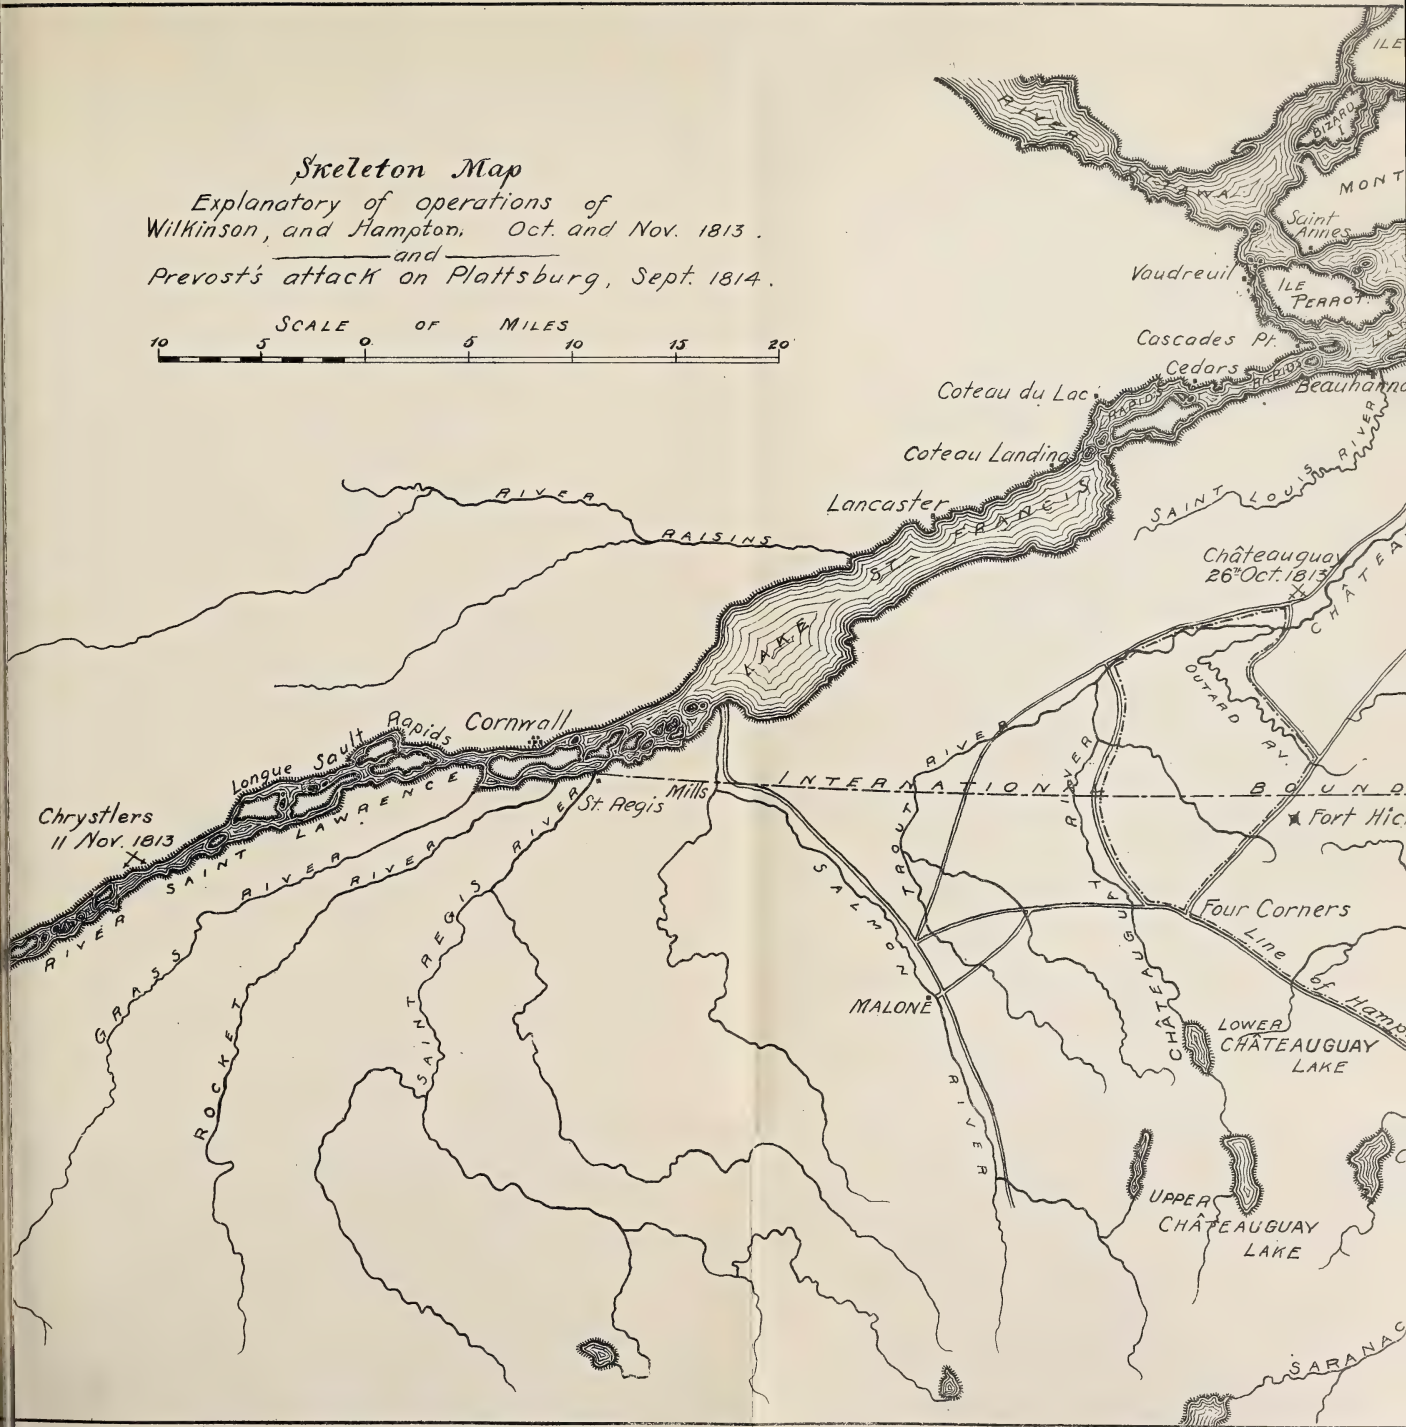 Skeleton Map
Explanatory of operations of
Wilkinson, and Hampton. Oct. and Nov. 1813.
and
Prevost's attack on Plattsburg, Sept. 1814.
SCALE OF MILES
10 5 0 5 10 15 20
ILE
RIVER OTTAWA
BIZARD I
MONT
Saint
Annes
Vaudreuil
ILE
PERROT
Cascades Pt.
Cedars
RAPIDS
RAPIDS
Beauharno
Coteau du Lac
Coteau Landing
Lancaster
LAKE ST. FRANCIS
SAINT LOUIS RIVER
RIVER RAISINS
Châteauguay
26th Oct. 1813
CHÂTEA
OUTARD RV.
Longue Sault Rapids
Cornwall
Chrystlers
11 Nov. 1813
RIVER SAINT LAWRENCE
St. Regis
Mills
INTERNATION
BOUND
Fort Hic
GRASS RIVER
ROCKET RIVER
SAINT REGIS RIVER
SALMON RIVER
TROUT RIVER
CHÂTEAUGUAY RIVER
Four Corners
Line of Hamp
MALONE
LOWER
CHÂTEAUGUAY
LAKE
UPPER
CHÂTEAUGUAY
LAKE
SARANAC